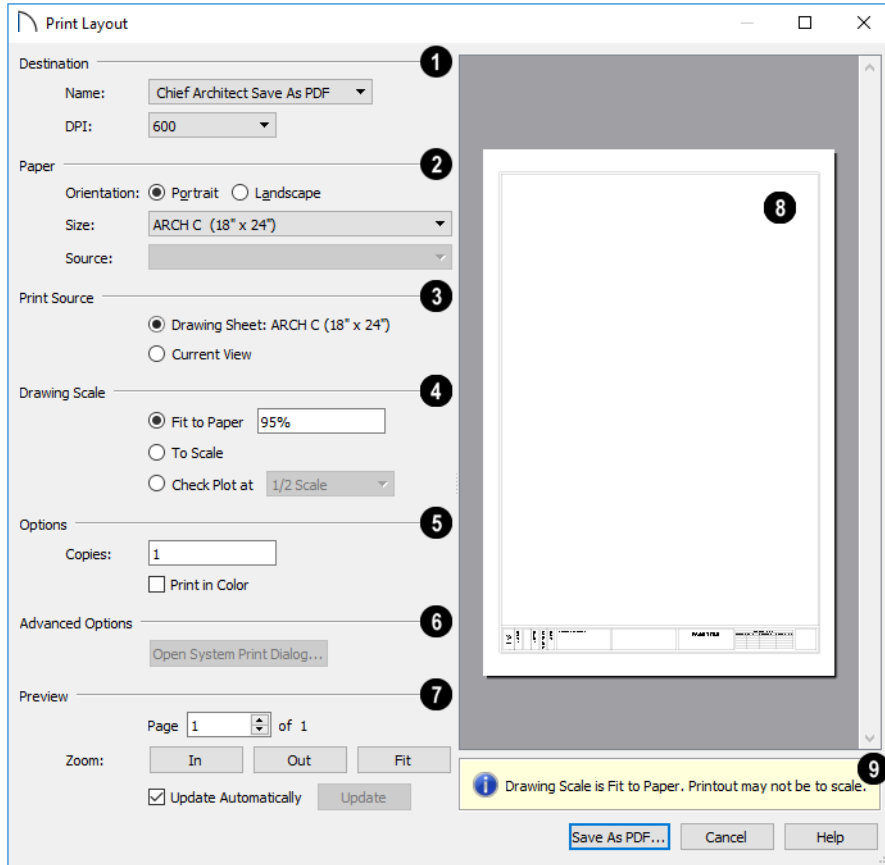 Print Layout
Destination
1
Name: Chief Architect Save As PDF
DPI: 600
Paper
2
Orientation: Portrait Landscape
Size: ARCH C (18" x 24")
Source:
Print Source
3
Drawing Sheet: ARCH C (18" x 24")
Current View
Drawing Scale
4
Fit to Paper 95%
To Scale
Check Plot at 1/2 Scale
Options
5
Copies: 1
Print in Color
Advanced Options
6
Open System Print Dialog...
Preview
7
Page 1 of 1
Zoom: In Out Fit
Update Automatically Update
8
9
Drawing Scale is Fit to Paper. Printout may not be to scale.
Save As PDF... Cancel Help